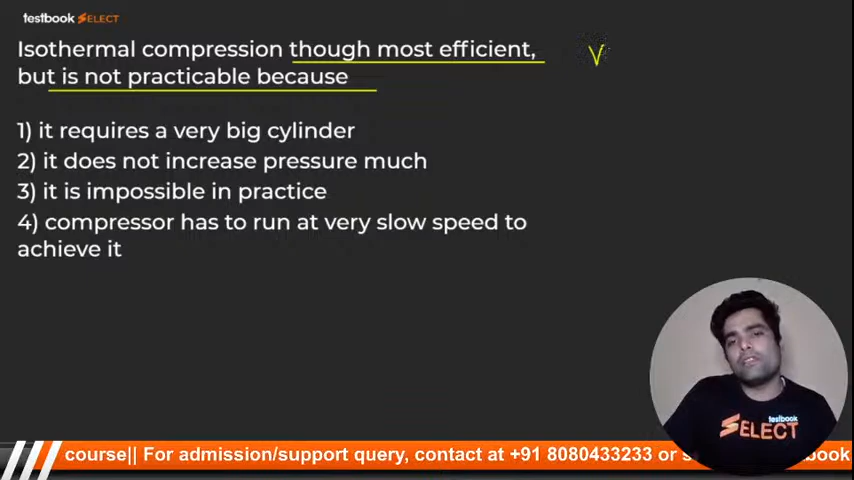 testbook SELECT
Isothermal compression though most efficient,
but is not practicable because
V
1) it requires a very big cylinder
2) it does not increase pressure much
3) it is impossible in practice
4) compressor has to run at very slow speed to
achieve it
testbook
SELECT
course|| For admission/support query, contact at +91 8080433233 or s
book